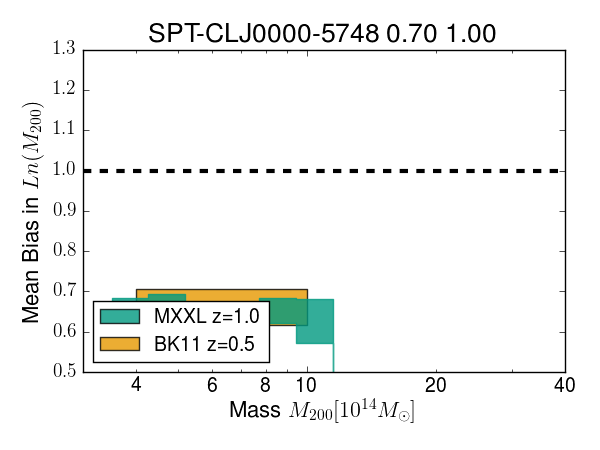 SPT-CLJ0000-5748 0.70 1.00
1.3
1.2
1.1
1.0
0.9
0.8
0.7
0.6
0.5
Mean Bias in Ln(M₂₀₀)
MXXL z=1.0
BK11 z=0.5
4 6 8 10 20 40
Mass M₂₀₀[10¹⁴M☉]